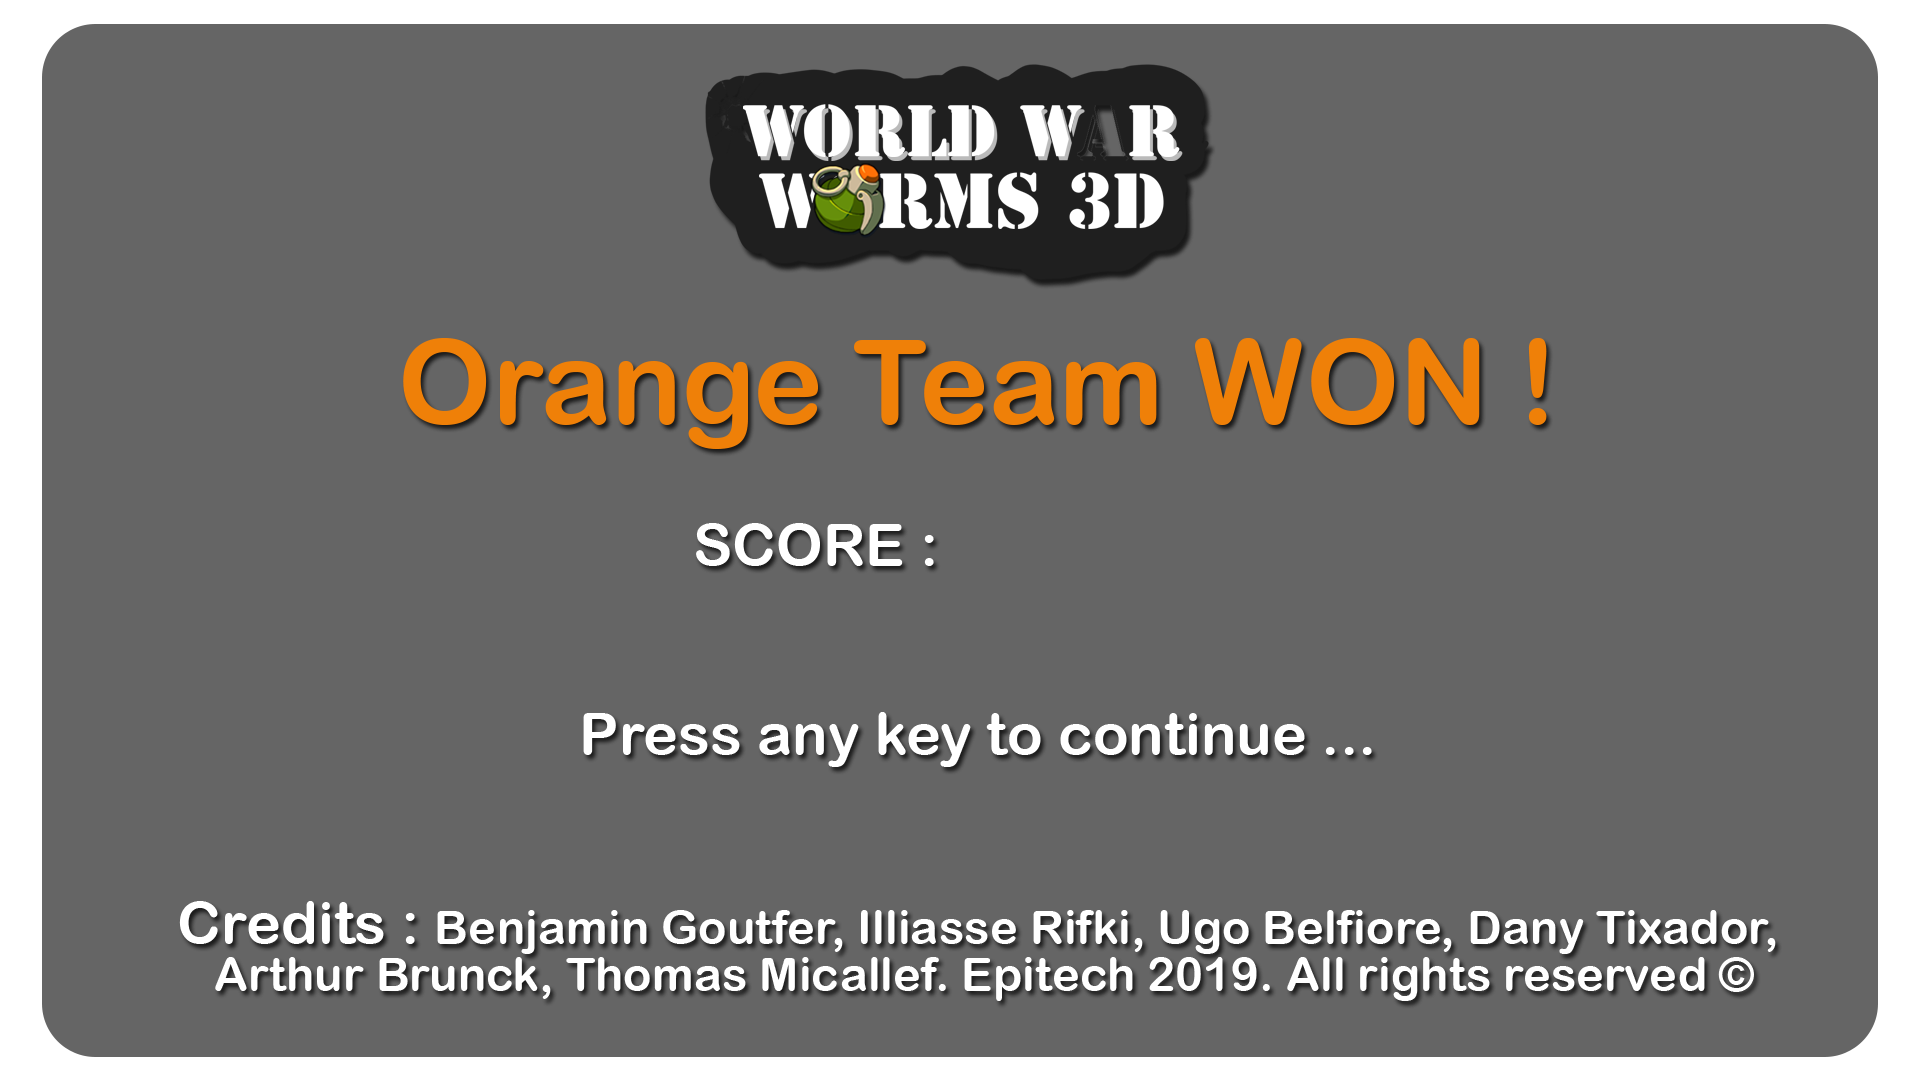 WORLD WAR
WORMS 3D
Orange Team WON !
SCORE :
Press any key to continue ...
Credits : Benjamin Goutfer, Illiasse Rifki, Ugo Belfiore, Dany Tixador,
Arthur Brunck, Thomas Micallef. Epitech 2019. All rights reserved ©